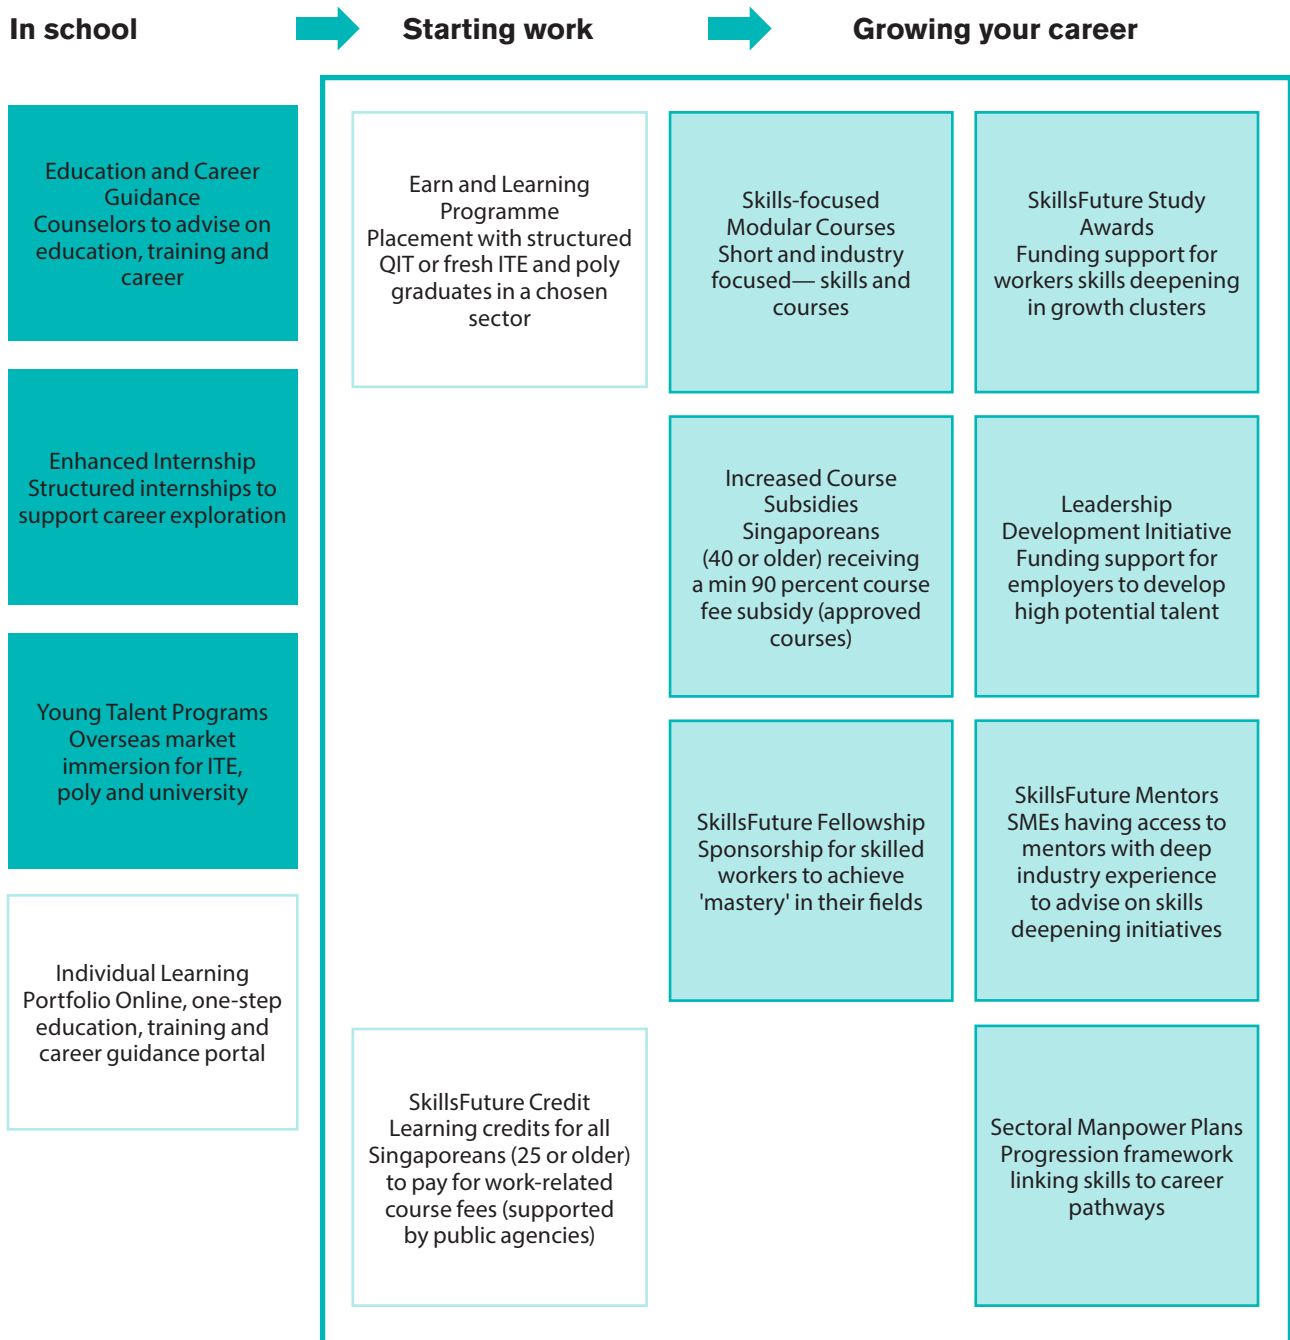 In school
Starting work
Growing your career
Education and Career
Guidance
Counselors to advise on
education, training and
career
Enhanced Internship
Structured internships to
support career exploration
Young Talent Programs
Overseas market
immersion for ITE,
poly and university
Individual Learning
Portfolio Online, one-step
education, training and
career guidance portal
Earn and Learning
Programme
Placement with structured
QIT or fresh ITE and poly
graduates in a chosen
sector
SkillsFuture Credit
Learning credits for all
Singaporeans (25 or older)
to pay for work-related
course fees (supported
by public agencies)
Skills-focused
Modular Courses
Short and industry
focused— skills and
courses
Increased Course
Subsidies
Singaporeans
(40 or older) receiving
a min 90 percent course
fee subsidy (approved
courses)
SkillsFuture Fellowship
Sponsorship for skilled
workers to achieve
'mastery' in their fields
SkillsFuture Study
Awards
Funding support for
workers skills deepening
in growth clusters
Leadership
Development Initiative
Funding support for
employers to develop
high potential talent
SkillsFuture Mentors
SMEs having access to
mentors with deep
industry experience
to advise on skills
deepening initiatives
Sectoral Manpower Plans
Progression framework
linking skills to career
pathways